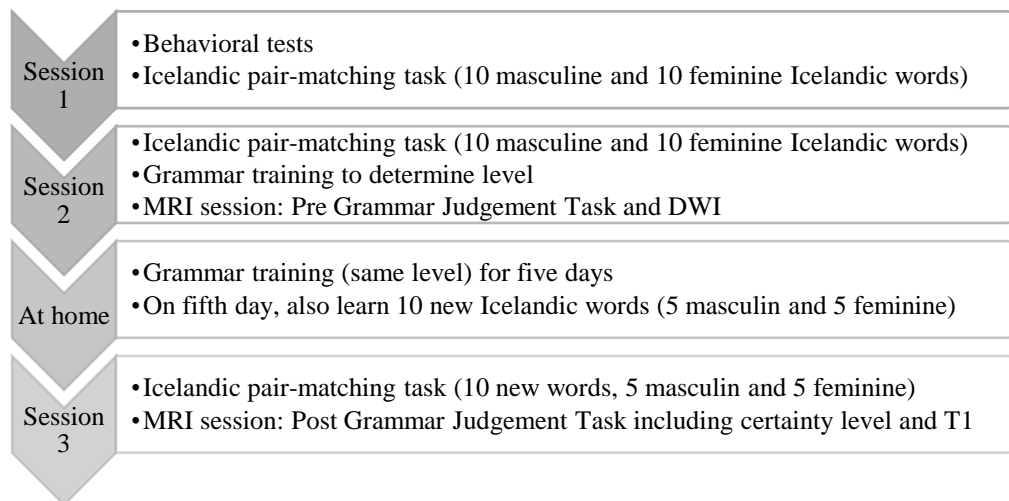 Session 1
•Behavioral tests
•Icelandic pair-matching task (10 masculine and 10 feminine Icelandic words)
Session 2
•Icelandic pair-matching task (10 masculine and 10 feminine Icelandic words)
•Grammar training to determine level
•MRI session: Pre Grammar Judgement Task and DWI
At home
•Grammar training (same level) for five days
•On fifth day, also learn 10 new Icelandic words (5 masculin and 5 feminine)
Session 3
•Icelandic pair-matching task (10 new words, 5 masculin and 5 feminine)
•MRI session: Post Grammar Judgement Task including certainty level and T1